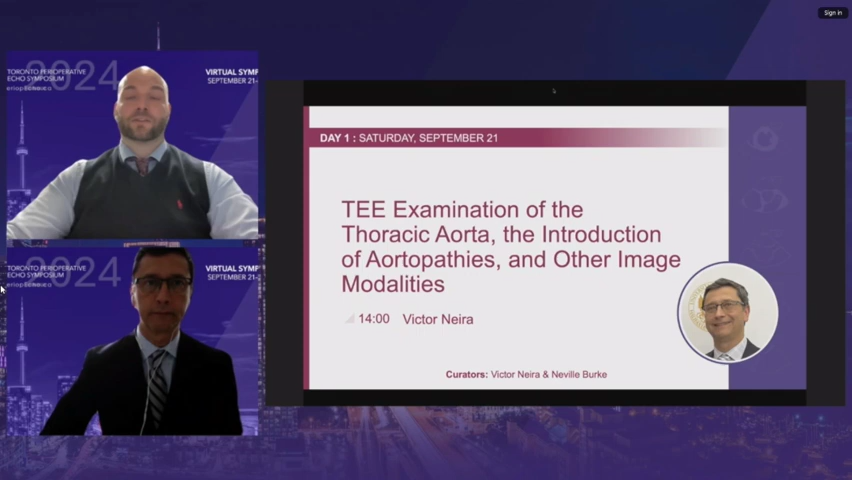 Sign in
2024
TORONTO PERIOPERATIVE
ECHO SYMPOSIUM
VIRTUAL SYMP
SEPTEMBER 21-
DAY 1 : SATURDAY, SEPTEMBER 21
TEE Examination of the
Thoracic Aorta, the Introduction
of Aortopathies, and Other Image
Modalities
14:00 Victor Neira
Curators: Victor Neira & Neville Burke
2024
TORONTO PERIOPERATIVE
ECHO SYMPOSIUM
VIRTUAL SYMP
SEPTEMBER 21-